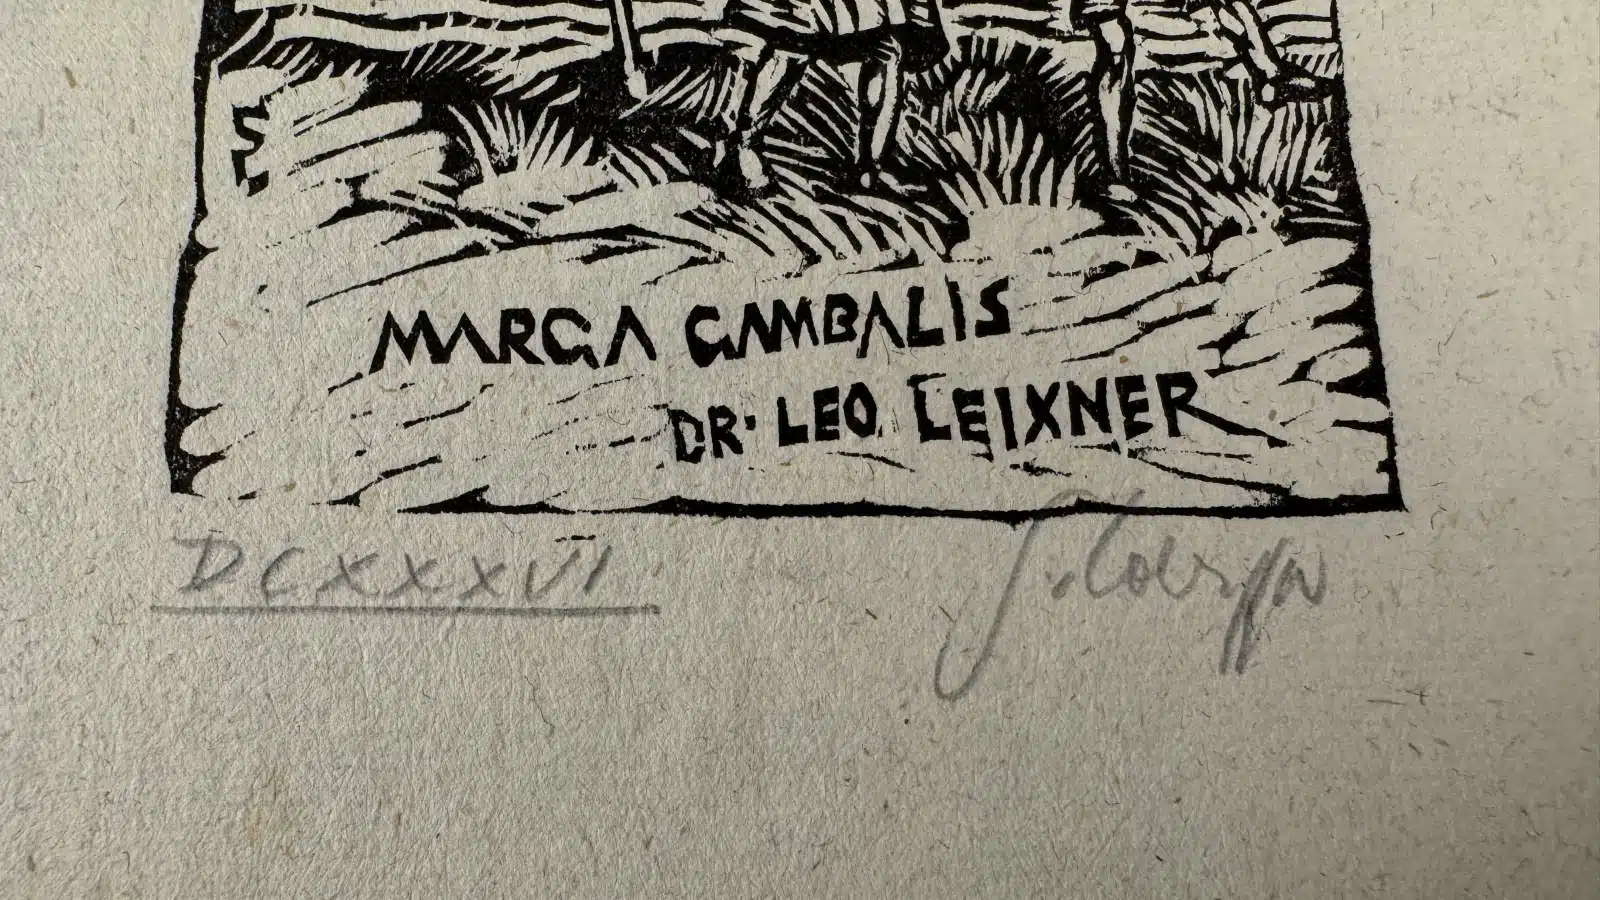 MARGA GAMBALIS
DR. LEO LEIXNER
DCXXXVI